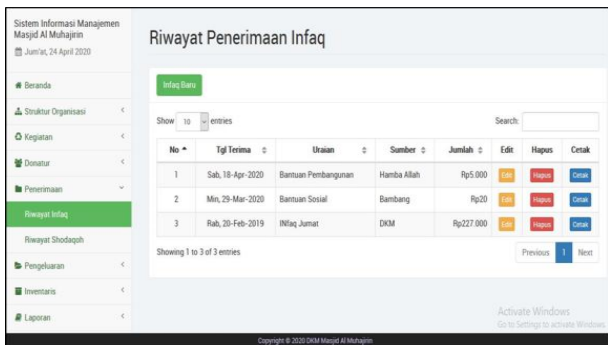 Sistem Informasi Manajemen
Masjid Al Muhajirin
Jum'at, 24 April 2020
Beranda
Struktur Organisasi
Kegiatan
Donatur
Penerimaan
Riwayat Infaq
Riwayat Shodaqoh
Pengeluaran
Inventaris
Laporan
Riwayat Penerimaan Infaq
Infaq Baru
Show 10 entries Search:
No Tgl Terima Uraian Sumber Jumlah Edit Hapus Cetak
1 Sab, 18-Apr-2020 Bantuan Pembangunan Hamba Allah Rp5.000 Edit Hapus Cetak
2 Min, 29-Mar-2020 Bantuan Sosial Bambang Rp20 Edit Hapus Cetak
3 Rab, 20-Feb-2019 INfaq Jumat DKM Rp227.000 Edit Hapus Cetak
Showing 1 to 3 of 3 entries Previous 1 Next
Activate Windows
Go to Settings to activate Windows.
Copyright © 2020 DKM Masjid Al Muhajirin